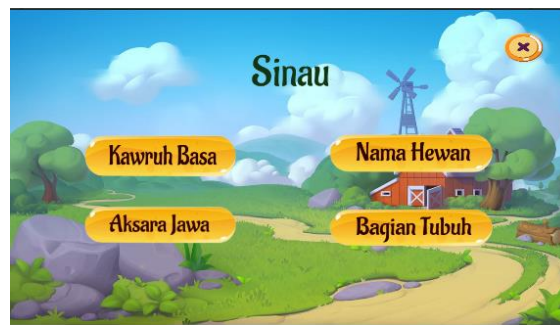 Sinau
Kawruh Basa
Nama Hewan
Aksara Jawa
Bagian Tubuh